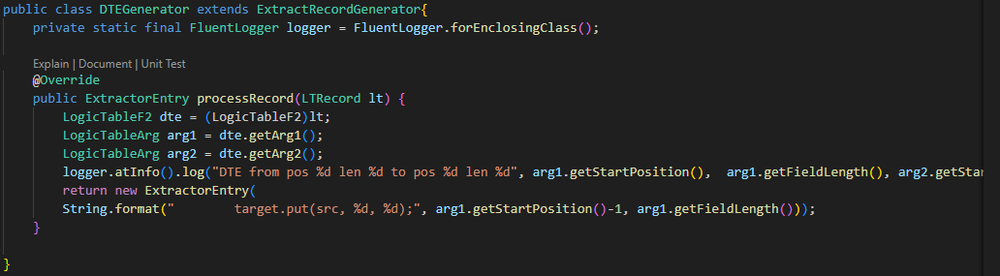 public class DTEGenerator extends ExtractRecordGenerator{
    private static final FluentLogger logger = FluentLogger.forEnclosingClass();
    Explain | Document | Unit Test
    @Override
    public ExtractorEntry processRecord(LTRecord lt) {
        LogicTableF2 dte = (LogicTableF2)lt;
        LogicTableArg arg1 = dte.getArg1();
        LogicTableArg arg2 = dte.getArg2();
        logger.atInfo().log("DTE from pos %d len %d to pos %d len %d", arg1.getStartPosition(),  arg1.getFieldLength(), arg2.getStar
        return new ExtractorEntry(
        String.format("        target.put(src, %d, %d);", arg1.getStartPosition()-1, arg1.getFieldLength()));
    }
}